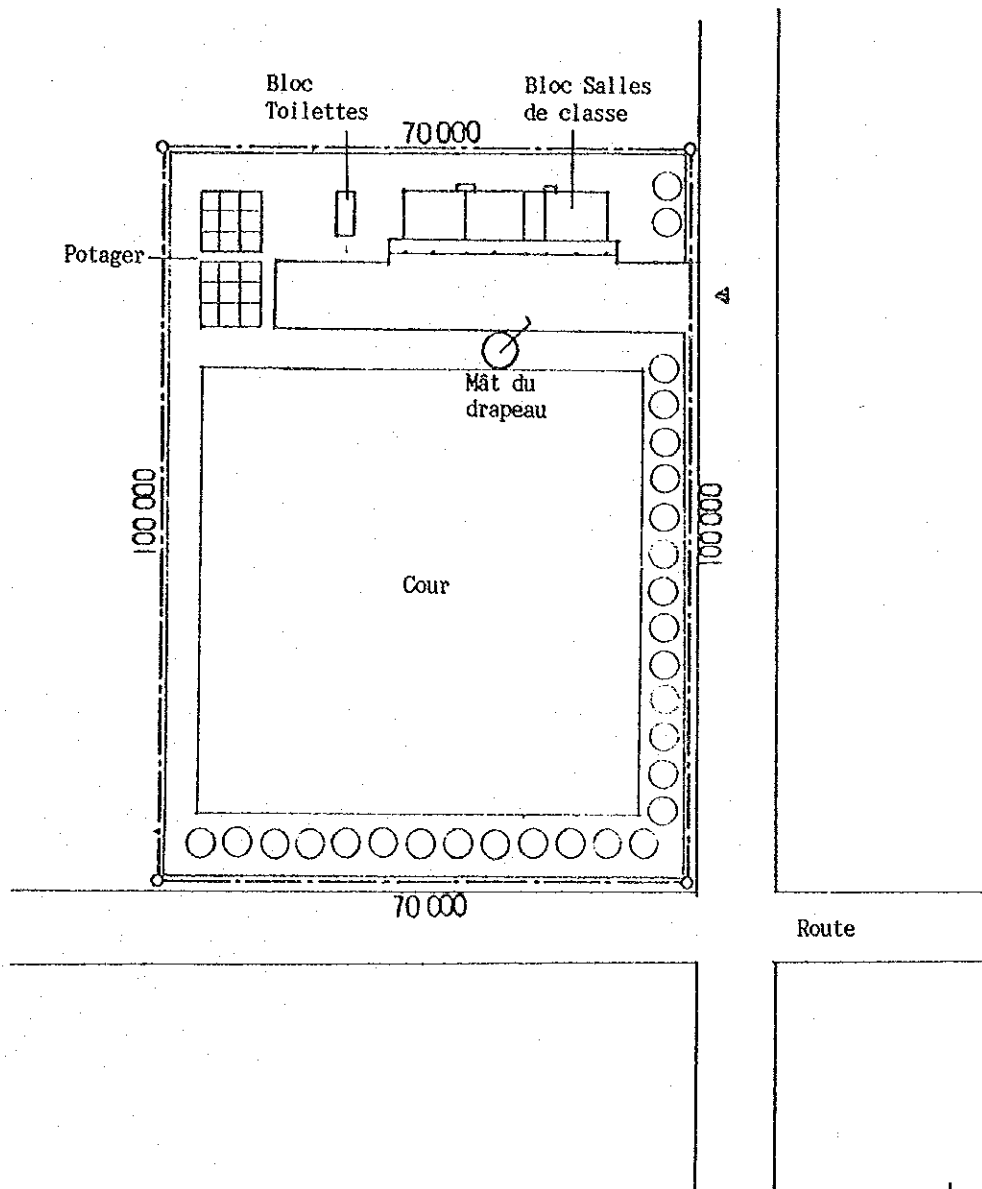 Bloc
Toilettes
Bloc Salles
de classe
70 000
Potager
Mât du
drapeau
100 000
100 000
Cour
70 000
Route